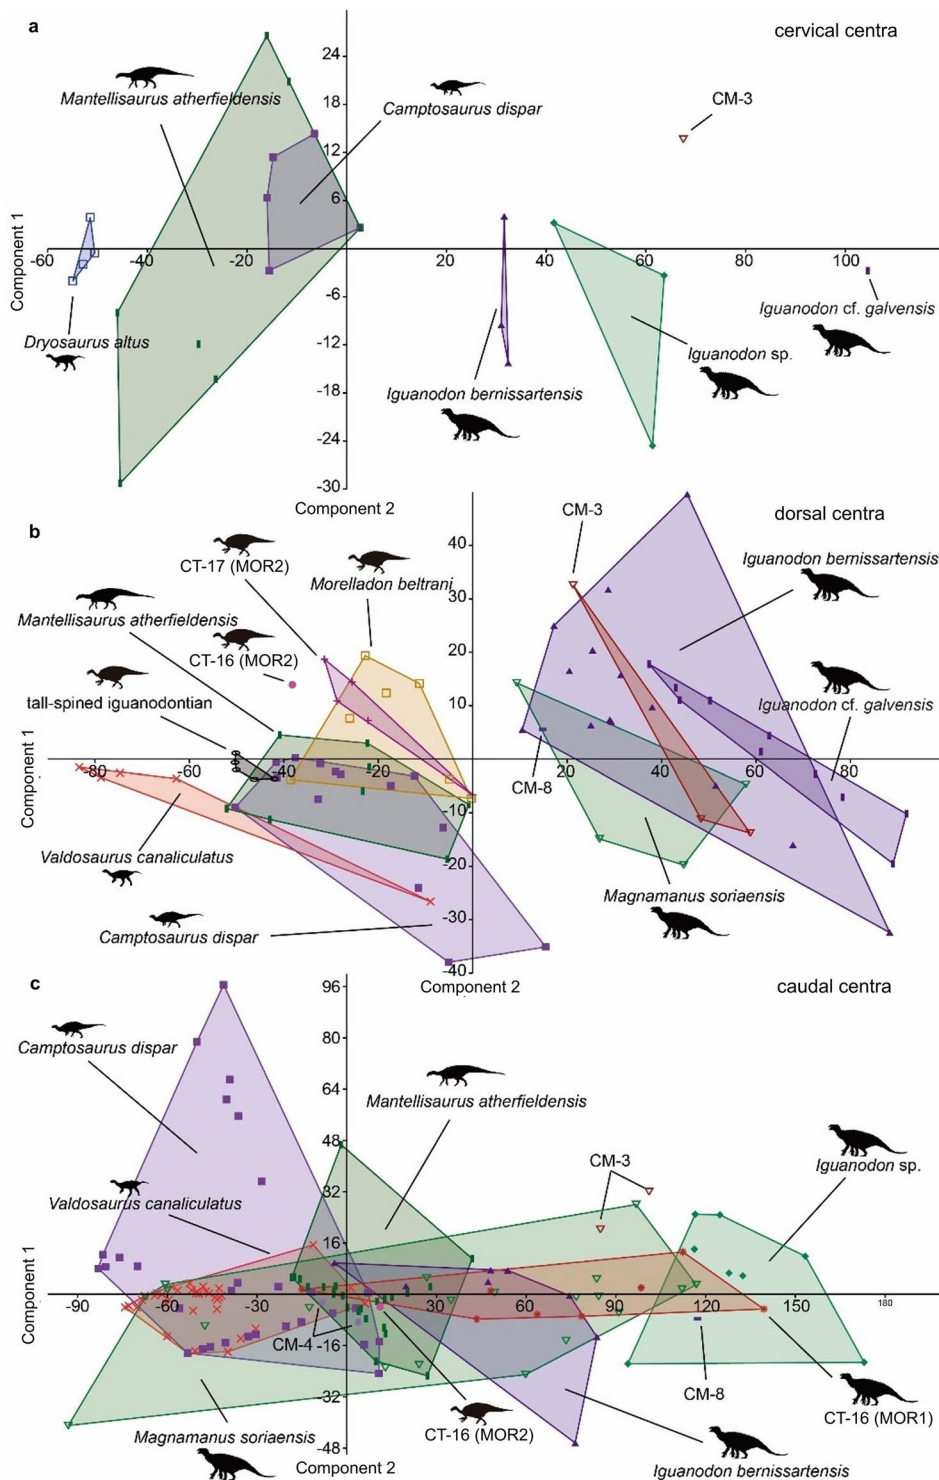 a
cervical centra
24
Mantellisaurus atherfieldensis
Camptosaurus dispar
CM-3
18
12
6
Component 1
-60
-40
-20
0
20
40
60
80
100
120
-6
Dryosaurus altus
Iguanodon cf. galvensis
-12
Iguanodon sp.
-18
Iguanodon bernissartensis
-24
-30
Component 2
b
CM-3
dorsal centra
CT-17 (MOR2)
Morelladon beltrani
40
Iguanodon bernissartensis
Mantellisaurus atherfieldensis
30
CT-16 (MOR2)
20
tall-spined iguanodontian
10
Iguanodon cf. galvensis
Component 1
-80
-60
-40
-20
0
20
40
60
80
CM-8
-10
Valdosaurus canaliculatus
-20
Magnamanus soriaensis
-30
Camptosaurus dispar
-40
Component 2
c
96
caudal centra
Camptosaurus dispar
80
Mantellisaurus atherfieldensis
64
48
Iguanodon sp.
CM-3
Valdosaurus canaliculatus
32
16
Component 1
-90
-60
-30
0
30
60
90
120
150
180
CM-4
-16
CM-8
-32
CT-16 (MOR2)
CT-16 (MOR1)
Magnamanus soriaensis
-48
Component 2
Iguanodon bernissartensis